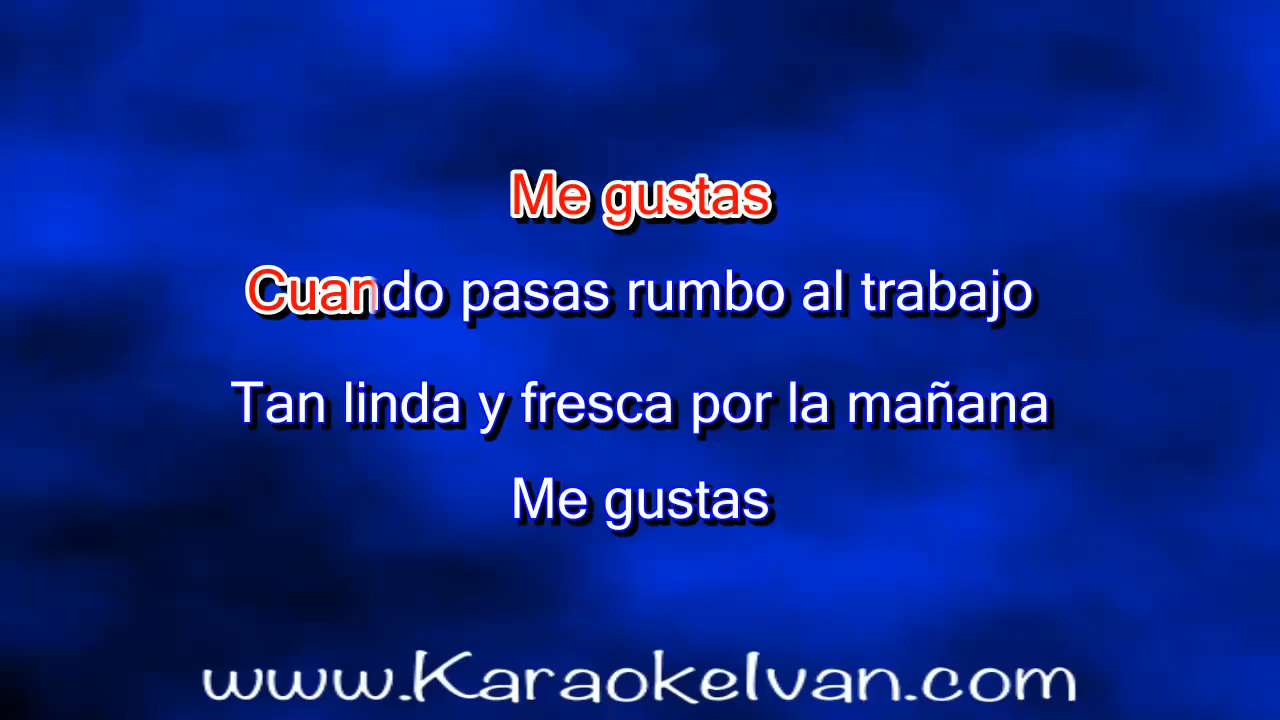 Me gustas
Cuando pasas rumbo al trabajo
Tan linda y fresca por la mañana
Me gustas
www.KaraokeIvan.com